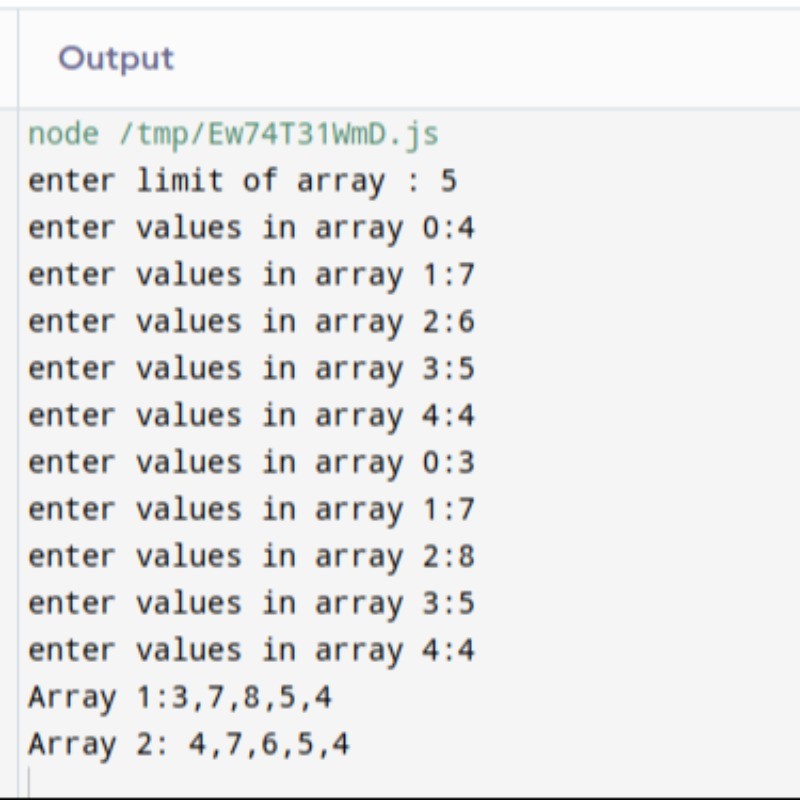 Output
node /tmp/Ew74T31WmD.js
enter limit of array : 5
enter values in array 0:4
enter values in array 1:7
enter values in array 2:6
enter values in array 3:5
enter values in array 4:4
enter values in array 0:3
enter values in array 1:7
enter values in array 2:8
enter values in array 3:5
enter values in array 4:4
Array 1:3,7,8,5,4
Array 2: 4,7,6,5,4